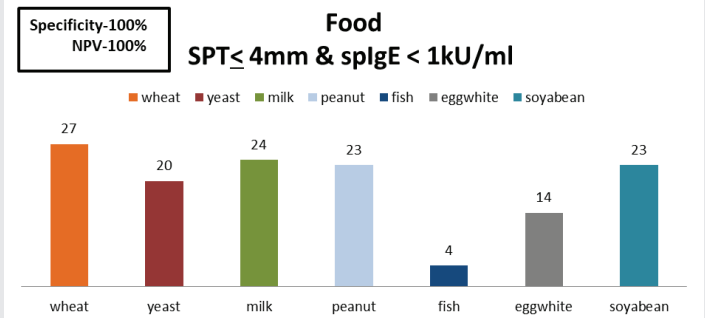 Specificity-100%
NPV-100%
Food
SPT≤ 4mm & spIgE < 1kU/ml
wheat yeast milk peanut fish eggwhite soyabean
27
20
24
23
4
14
23
wheat yeast milk peanut fish eggwhite soyabean